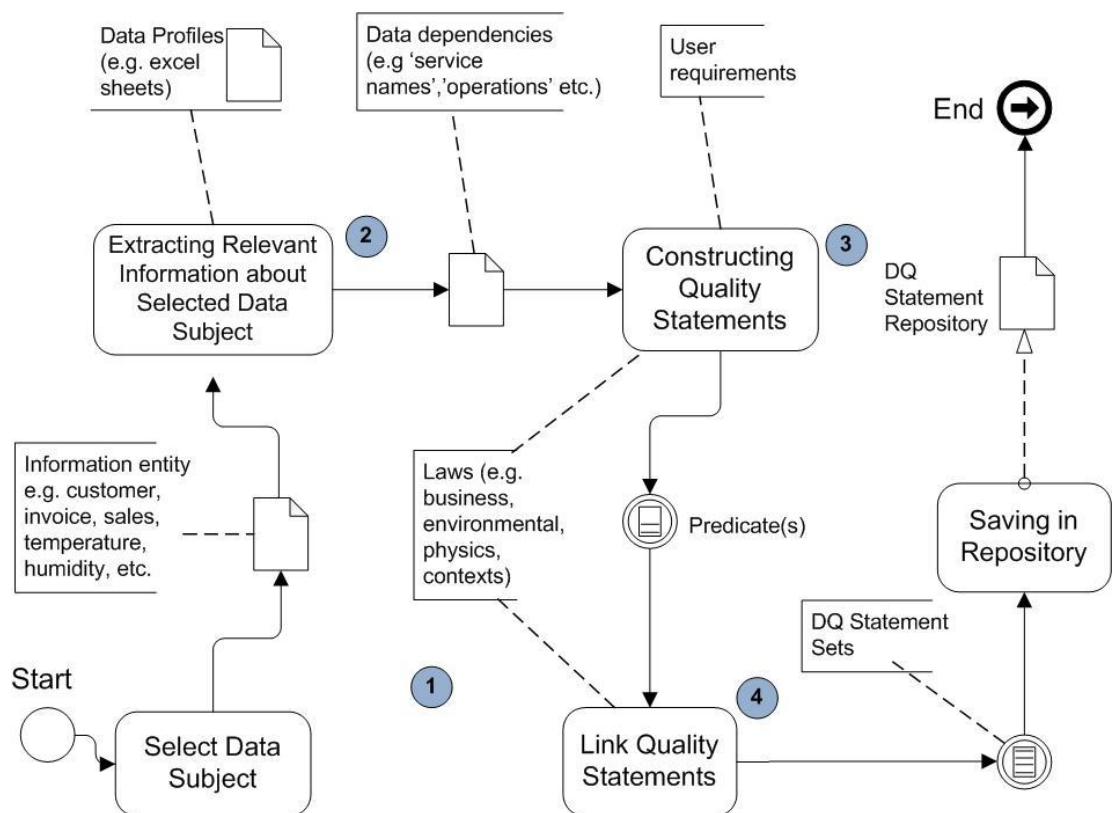 Data Profiles
(e.g. excel
sheets)
Data dependencies
(e.g ‘service
names’,’operations’ etc.)
User
requirements
End
Extracting Relevant
Information about
Selected Data
Subject
2
Constructing
Quality
Statements
3
DQ
Statement
Repository
Information entity
e.g. customer,
invoice, sales,
temperature,
humidity, etc.
Laws (e.g.
business,
environmental,
physics,
contexts)
Predicate(s)
Saving in
Repository
DQ Statement
Sets
Start
1
4
Select Data
Subject
Link Quality
Statements